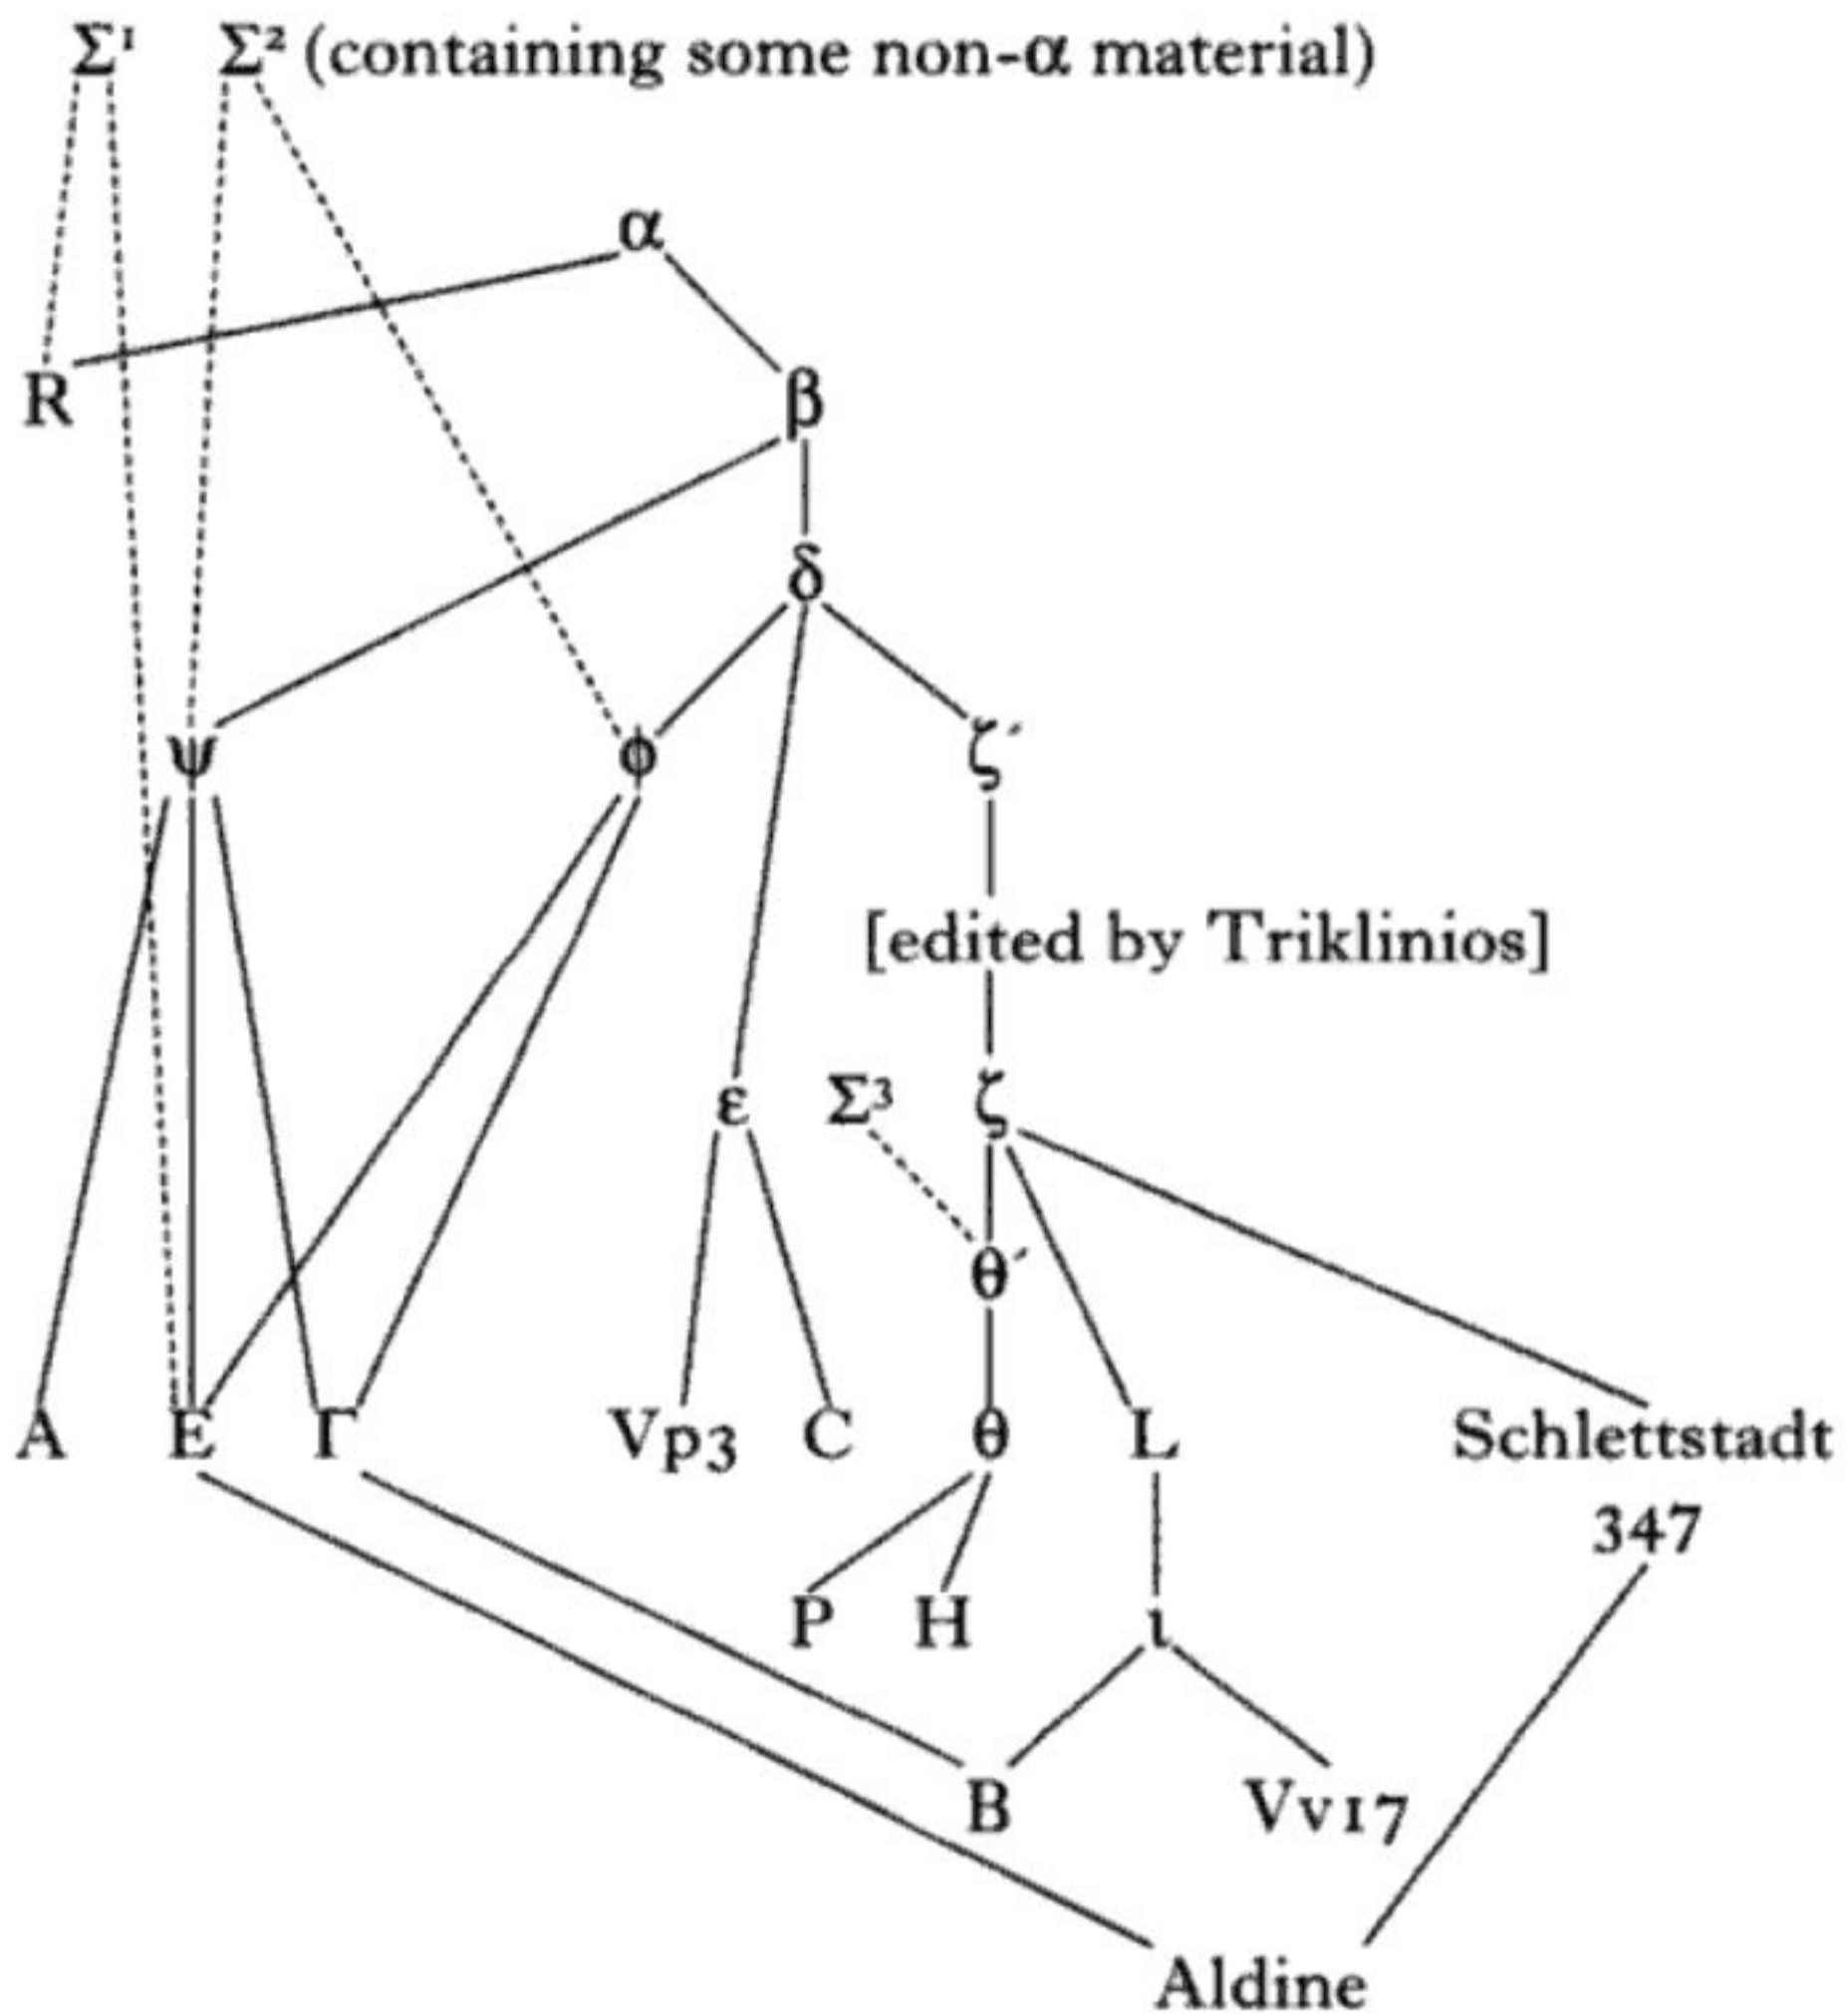 Σ¹ Σ² (containing some non-α material)
α
R
β
δ
ψ φ ζ´
[edited by Triklinios]
ε Σ³ ζ
θ´
A E Γ Vp3 C θ L Schlettstadt
347
P H ι
B Vv17
Aldine